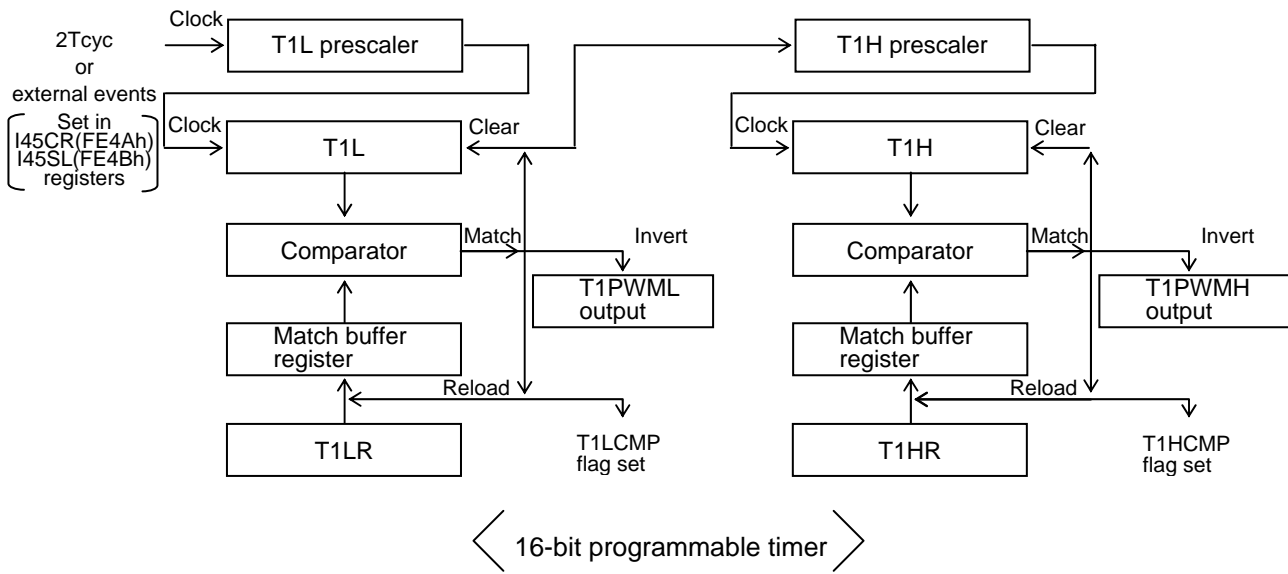 Clock
T1L prescaler
T1H prescaler
2Tcyc
or
external events
Set in
I45CR(FE4Ah)
I45SL(FE4Bh)
registers
Clock
T1L
Clear
Clock
T1H
Clear
Comparator
Match
Invert
Comparator
Match
Invert
T1PWML
output
T1PWMH
output
Match buffer
register
Match buffer
register
Reload
Reload
T1LR
T1LCMP
flag set
T1HR
T1HCMP
flag set
16-bit programmable timer